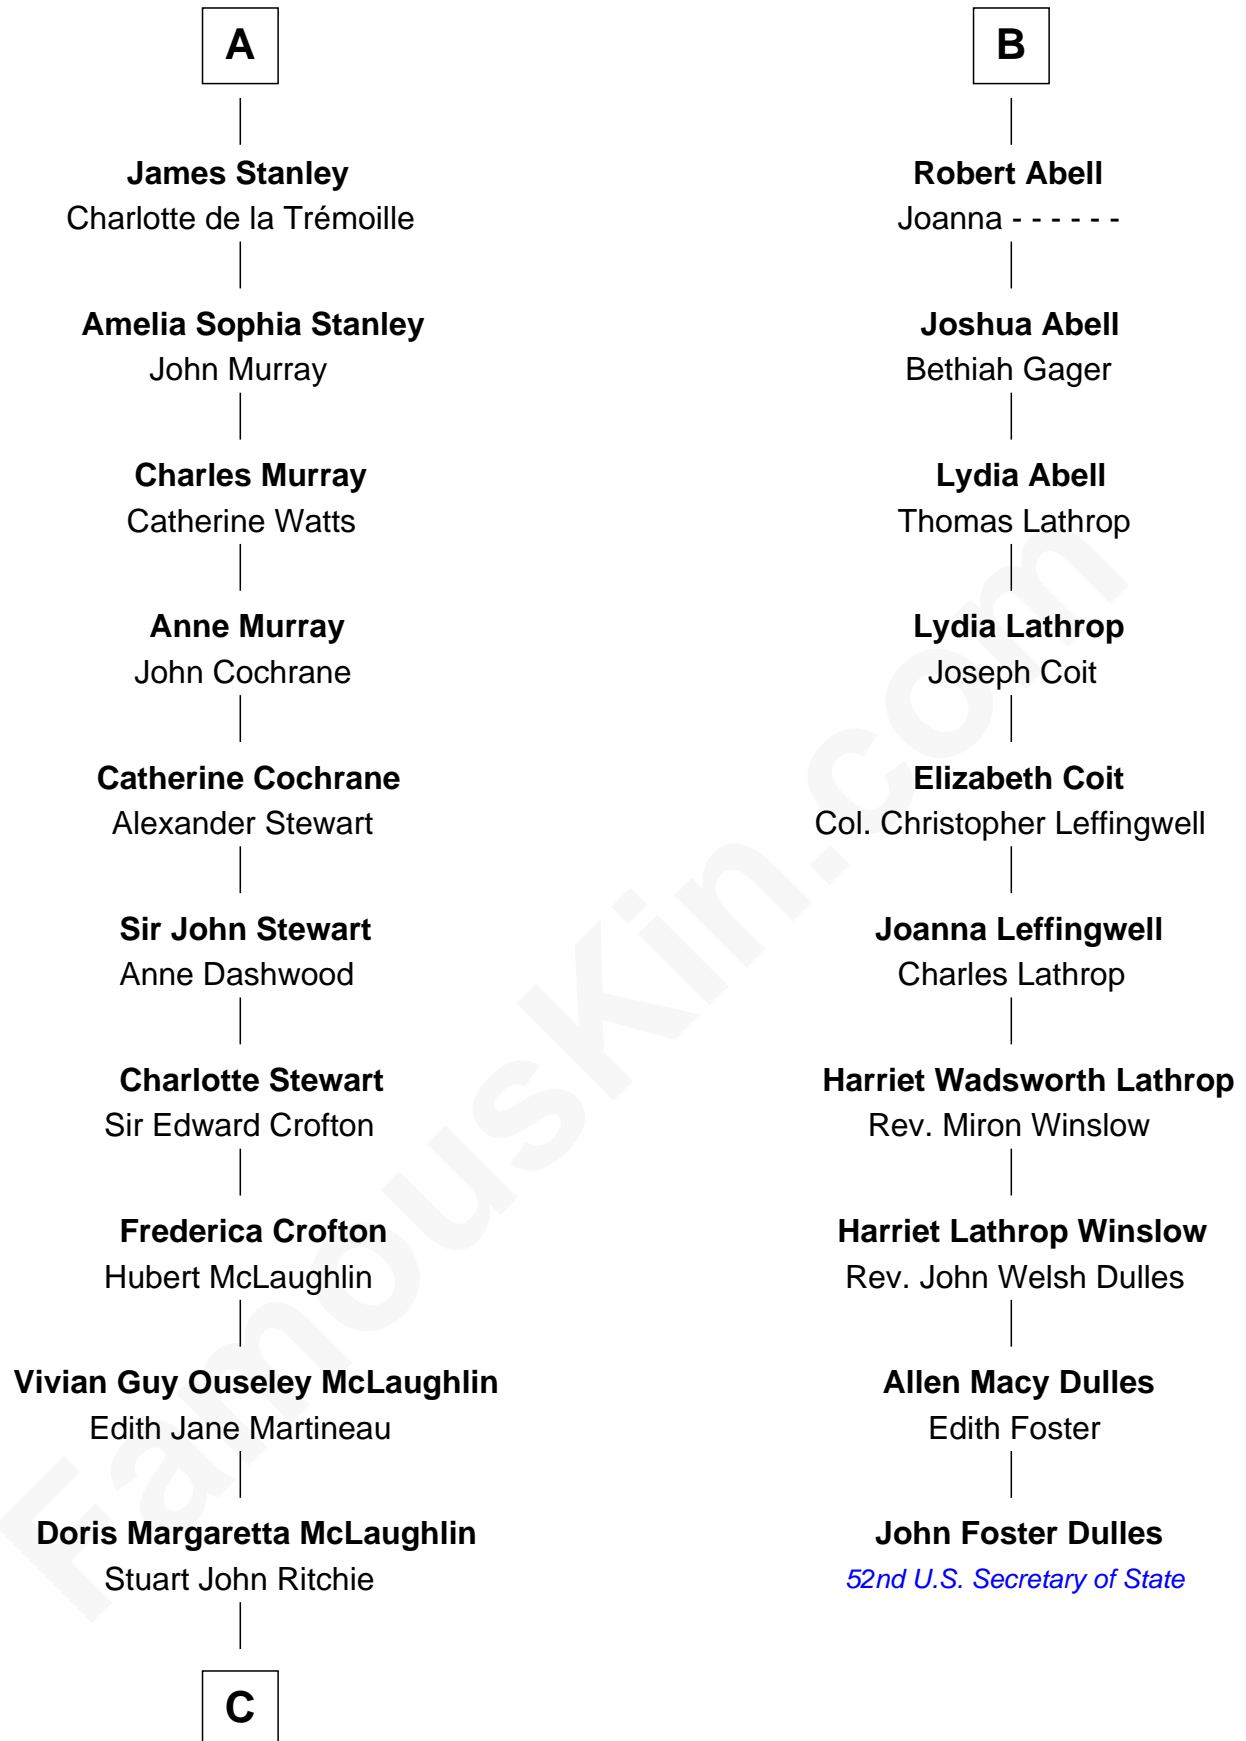 A
James Stanley
Charlotte de la Trémoille
Amelia Sophia Stanley
John Murray
Charles Murray
Catherine Watts
Anne Murray
John Cochrane
Catherine Cochrane
Alexander Stewart
Sir John Stewart
Anne Dashwood
Charlotte Stewart
Sir Edward Crofton
Frederica Crofton
Hubert McLaughlin
Vivian Guy Ouseley McLaughlin
Edith Jane Martineau
Doris Margaretta McLaughlin
Stuart John Ritchie
C
B
Robert Abell
Joanna - - - - - -
Joshua Abell
Bethiah Gager
Lydia Abell
Thomas Lathrop
Lydia Lathrop
Joseph Coit
Elizabeth Coit
Col. Christopher Leffingwell
Joanna Leffingwell
Charles Lathrop
Harriet Wadsworth Lathrop
Rev. Miron Winslow
Harriet Lathrop Winslow
Rev. John Welsh Dulles
Allen Macy Dulles
Edith Foster
John Foster Dulles
52nd U.S. Secretary of State
FamousKin.com